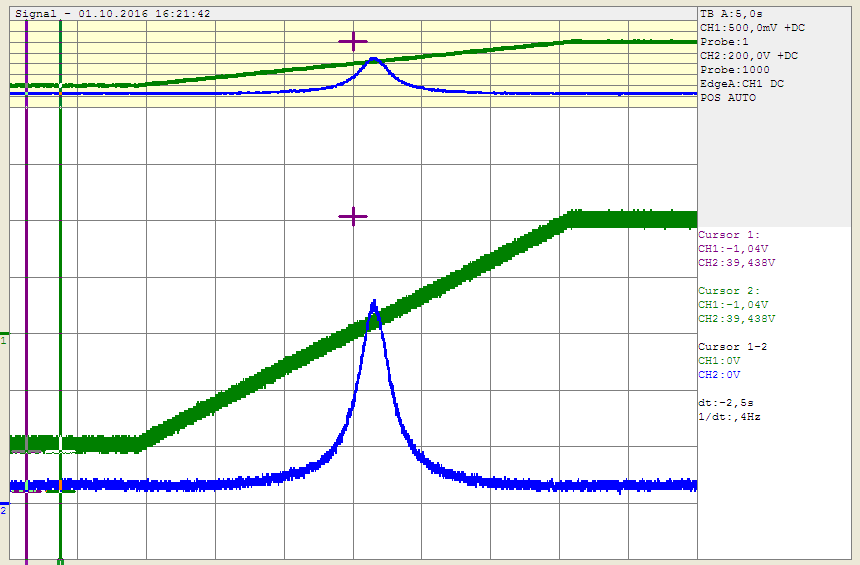 Signal - 01.10.2016 16:21:42
TB A:5,0s
CH1:500,0mV +DC
Probe:1
CH2:200,0V +DC
Probe:1000
EdgeA:CH1 DC
POS AUTO
Cursor 1:
CH1:-1,04V
CH2:39,438V
Cursor 2:
CH1:-1,04V
CH2:39,438V
Cursor 1-2
CH1:0V
CH2:0V
dt:-2,5s
1/dt:,4Hz
1
2